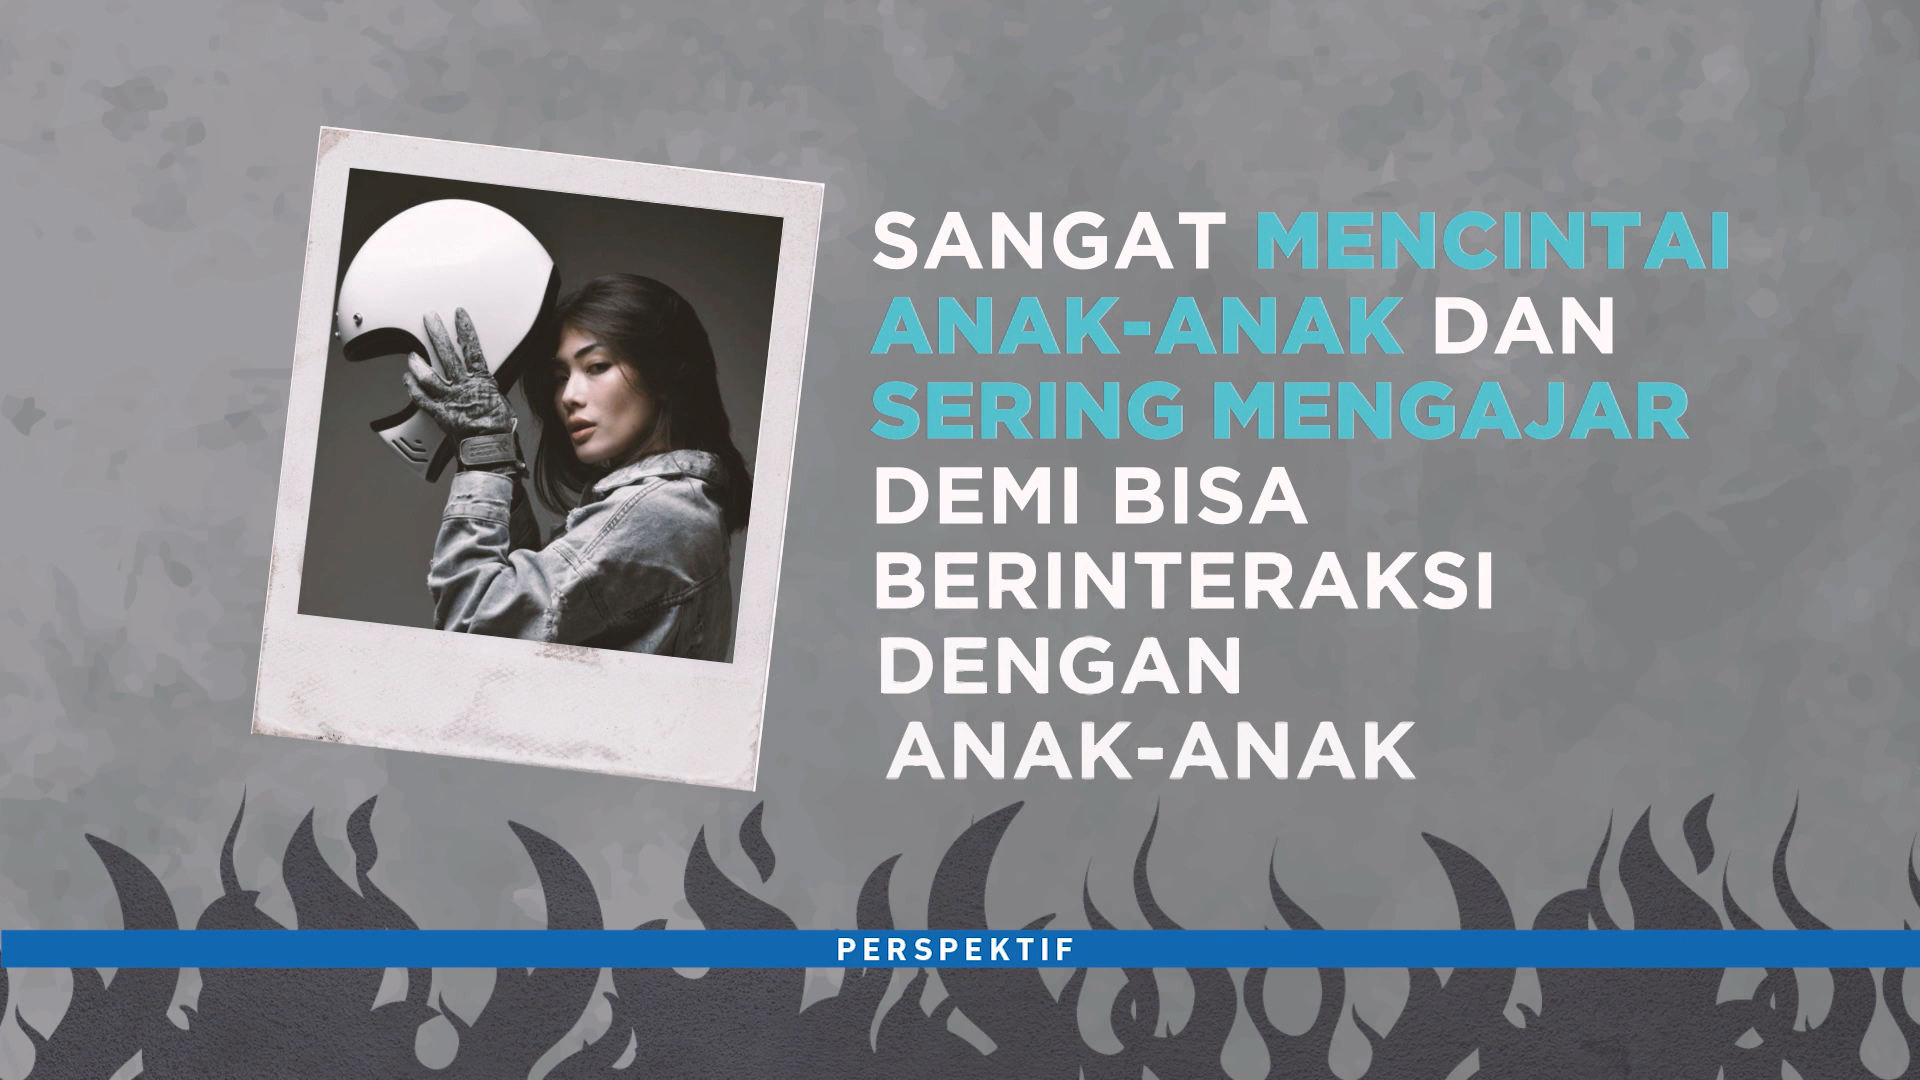 SANGAT MENCINTAI
ANAK-ANAK DAN
SERING MENGAJAR
DEMI BISA
BERINTERAKSI
DENGAN
ANAK-ANAK
PERSPEKTIF